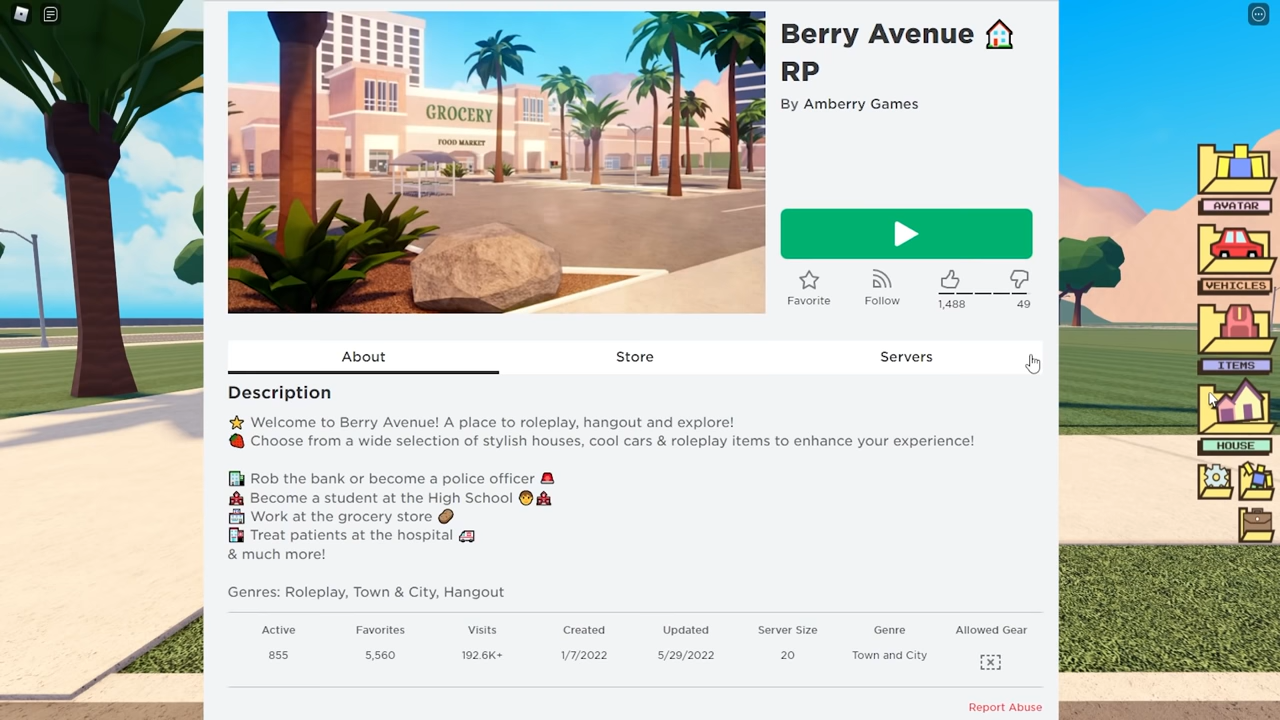 GROCERY
FOOD MARKET
Berry Avenue 🏠
RP
By Amberry Games
Favorite
Follow
1,488
49
About
Store
Servers
Description
⭐ Welcome to Berry Avenue! A place to roleplay, hangout and explore!
🍓 Choose from a wide selection of stylish houses, cool cars & roleplay items to enhance your experience!
🏦 Rob the bank or become a police officer 🚨
🏫 Become a student at the High School 🧑🏫
🏪 Work at the grocery store 🥔
🏥 Treat patients at the hospital 🚑
& much more!
Genres: Roleplay, Town & City, Hangout
Active Favorites Visits Created Updated Server Size Genre Allowed Gear
855 5,560 192.6K+ 1/7/2022 5/29/2022 20 Town and City
Report Abuse
AVATAR
VEHICLES
ITEMS
HOUSE